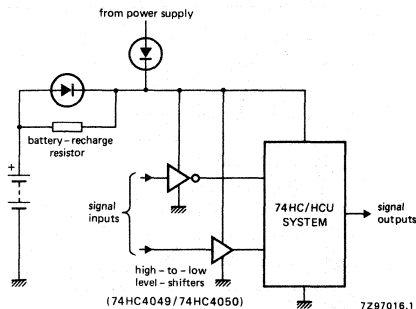 from power supply
battery-recharge
resistor
+
signal
inputs
74HC/HCU
SYSTEM
signal
outputs
high-to-low
level-shifters
(74HC4049/74HC4050)
7Z97016.1